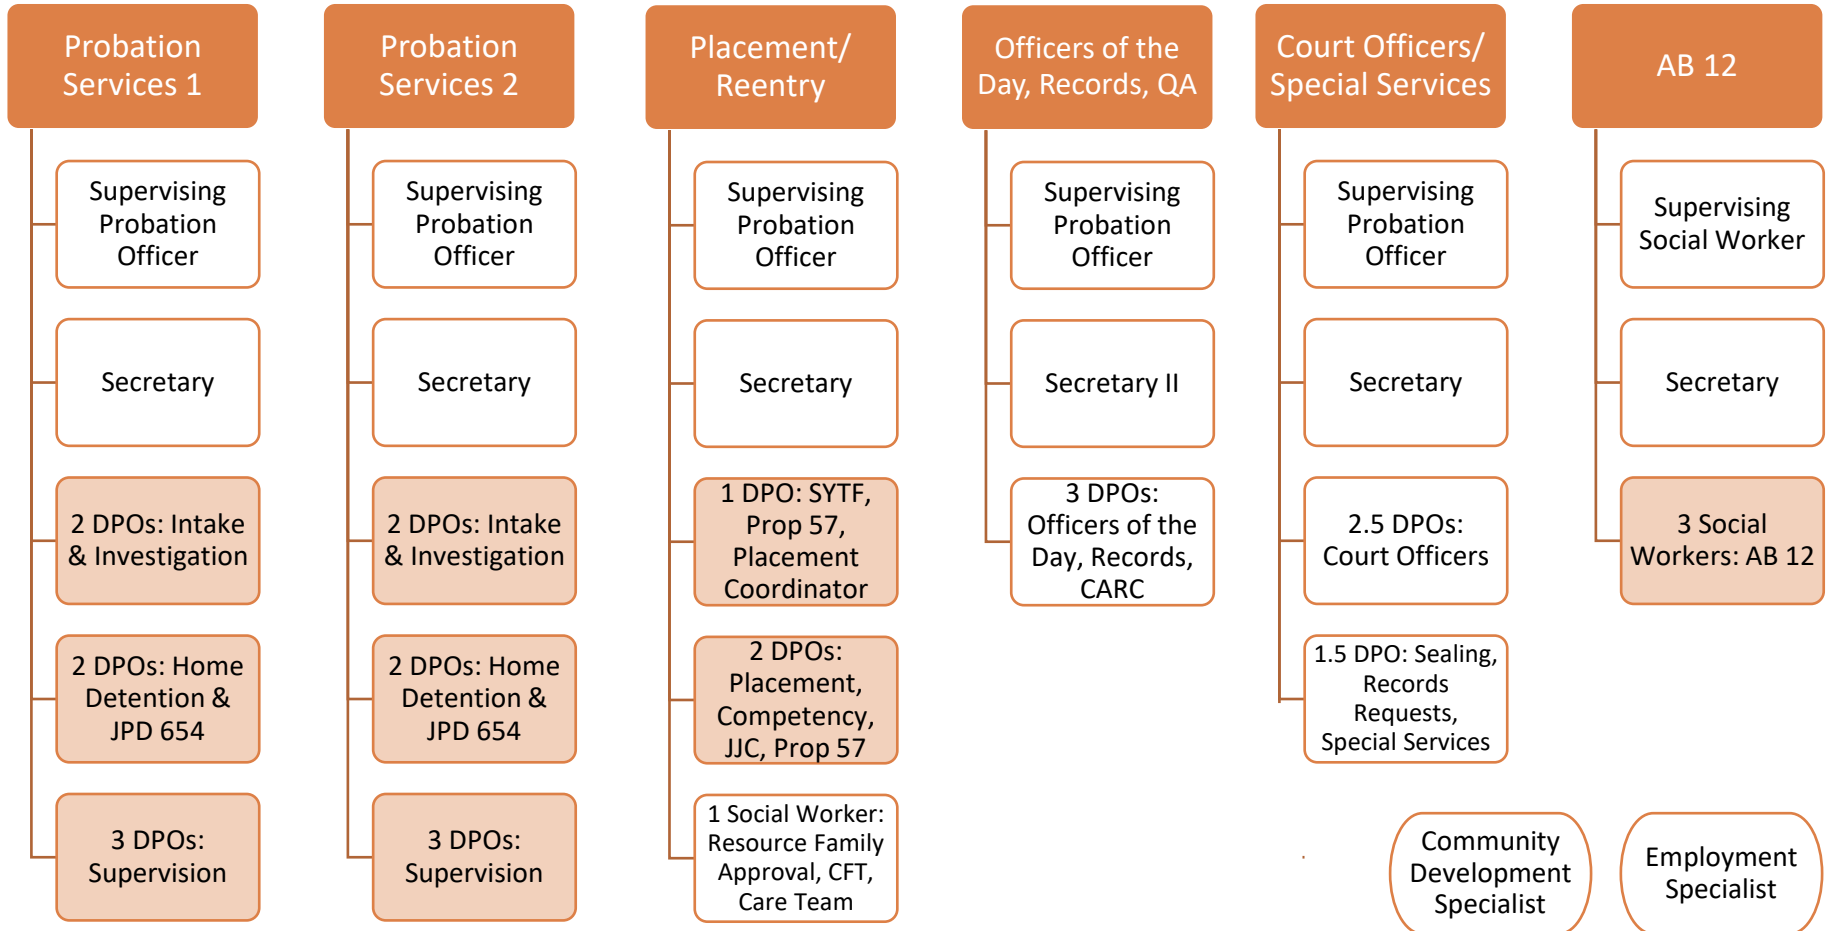 Probation
Services 1
Supervising
Probation
Officer
Secretary
2 DPOs: Intake
& Investigation
2 DPOs: Home
Detention &
JPD 654
3 DPOs:
Supervision
Probation
Services 2
Supervising
Probation
Officer
Secretary
2 DPOs: Intake
& Investigation
2 DPOs: Home
Detention &
JPD 654
3 DPOs:
Supervision
Placement/
Reentry
Supervising
Probation
Officer
Secretary
1 DPO: SYTF,
Prop 57,
Placement
Coordinator
2 DPOs:
Placement,
Competency,
JJC, Prop 57
1 Social Worker:
Resource Family
Approval, CFT,
Care Team
Officers of the
Day, Records, QA
Supervising
Probation
Officer
Secretary II
3 DPOs:
Officers of the
Day, Records,
CARC
Court Officers/
Special Services
Supervising
Probation
Officer
Secretary
2.5 DPOs:
Court Officers
1.5 DPO: Sealing,
Records
Requests,
Special Services
AB 12
Supervising
Social Worker
Secretary
3 Social
Workers: AB 12
Community
Development
Specialist
Employment
Specialist